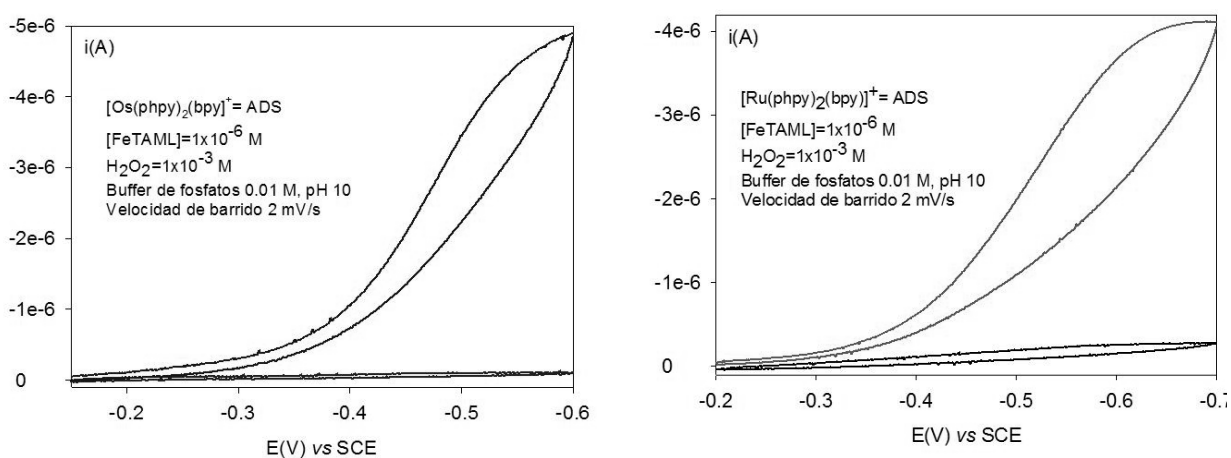 -5e-6
i(A)
[Os(phpy)₂(bpy]⁺= ADS
-4e-6
[FeTAML]=1x10⁻⁶ M
H₂O₂=1x10⁻³ M
-3e-6
Buffer de fosfatos 0.01 M, pH 10
Velocidad de barrido 2 mV/s
-2e-6
-1e-6
0
-0.2 -0.3 -0.4 -0.5 -0.6
E(V) vs SCE
-4e-6
i(A)
[Ru(phpy)₂(bpy)]⁺= ADS
[FeTAML]=1x10⁻⁶ M
-3e-6
H₂O₂=1x10⁻³ M
Buffer de fosfatos 0.01 M, pH 10
Velocidad de barrido 2 mV/s
-2e-6
-1e-6
0
-0.2 -0.3 -0.4 -0.5 -0.6 -0.7
E(V) vs SCE